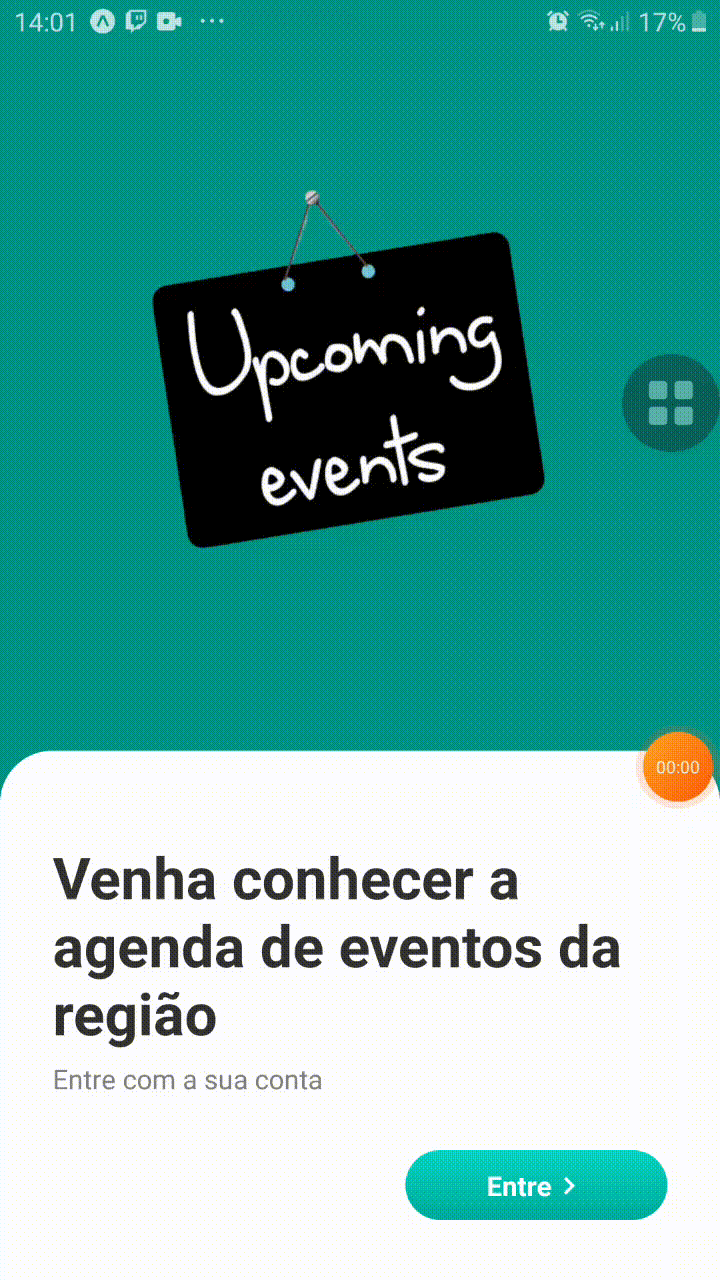 14:01
17%
Upcoming
events
00:00
Venha conhecer a
agenda de eventos da
região
Entre com a sua conta
Entre